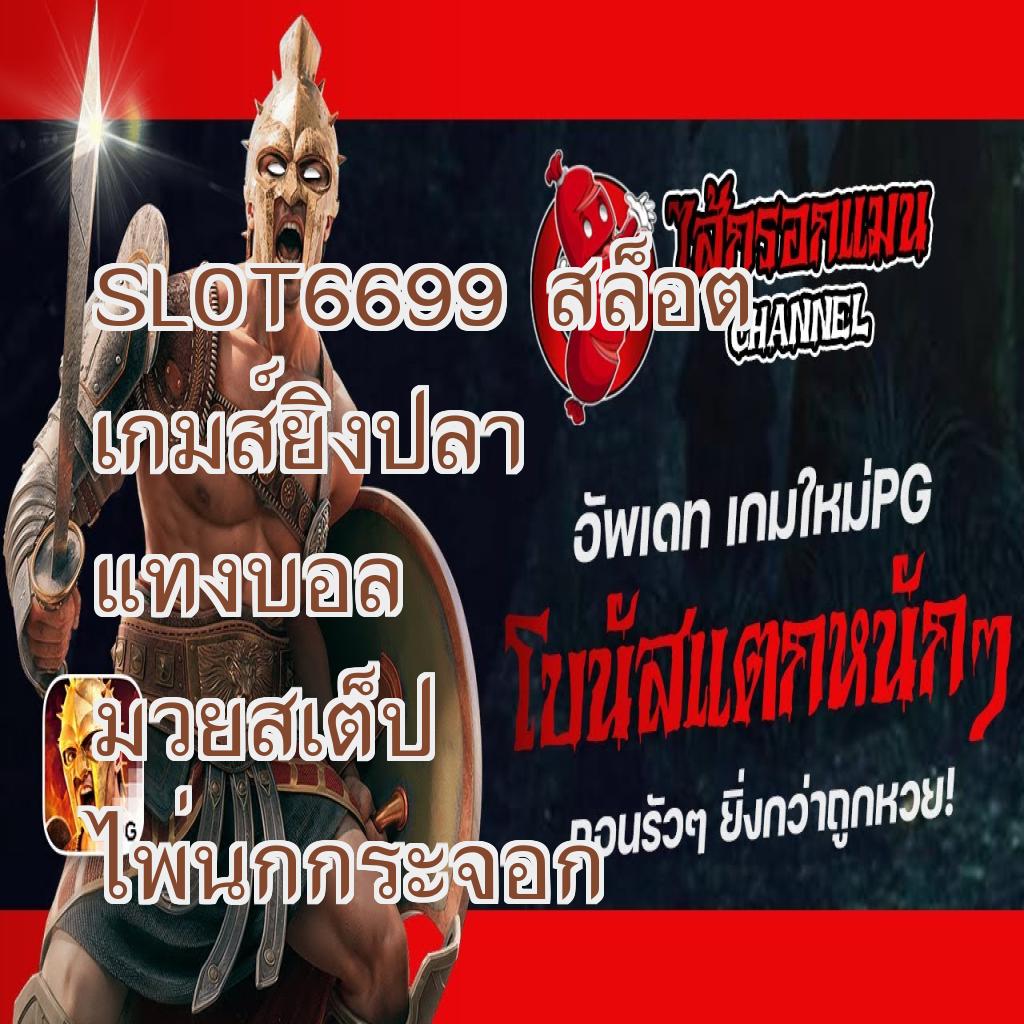 ไส้กรอกแมน
CHANNEL
SLOT6699 สล็อต
เกมส์ยิงปลา
แทงบอล
มวยสเต็ป
ไพ่นกกระจอก
อัพเดท เกมใหม่PG
โบนัสแตกหนักๆ
ถอนรัวๆ ยิ่งกว่าถูกหวย!
G